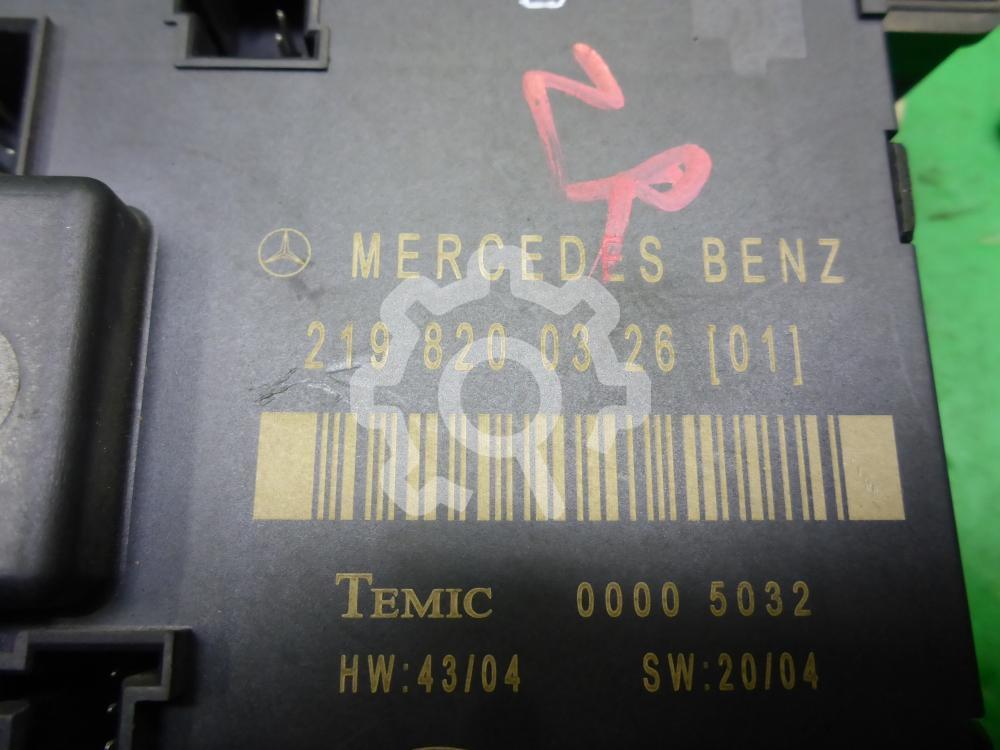 MERCEDES BENZ
219 820 03 26 [01]
TEMIC 0000 5032
HW:43/04 SW:20/04